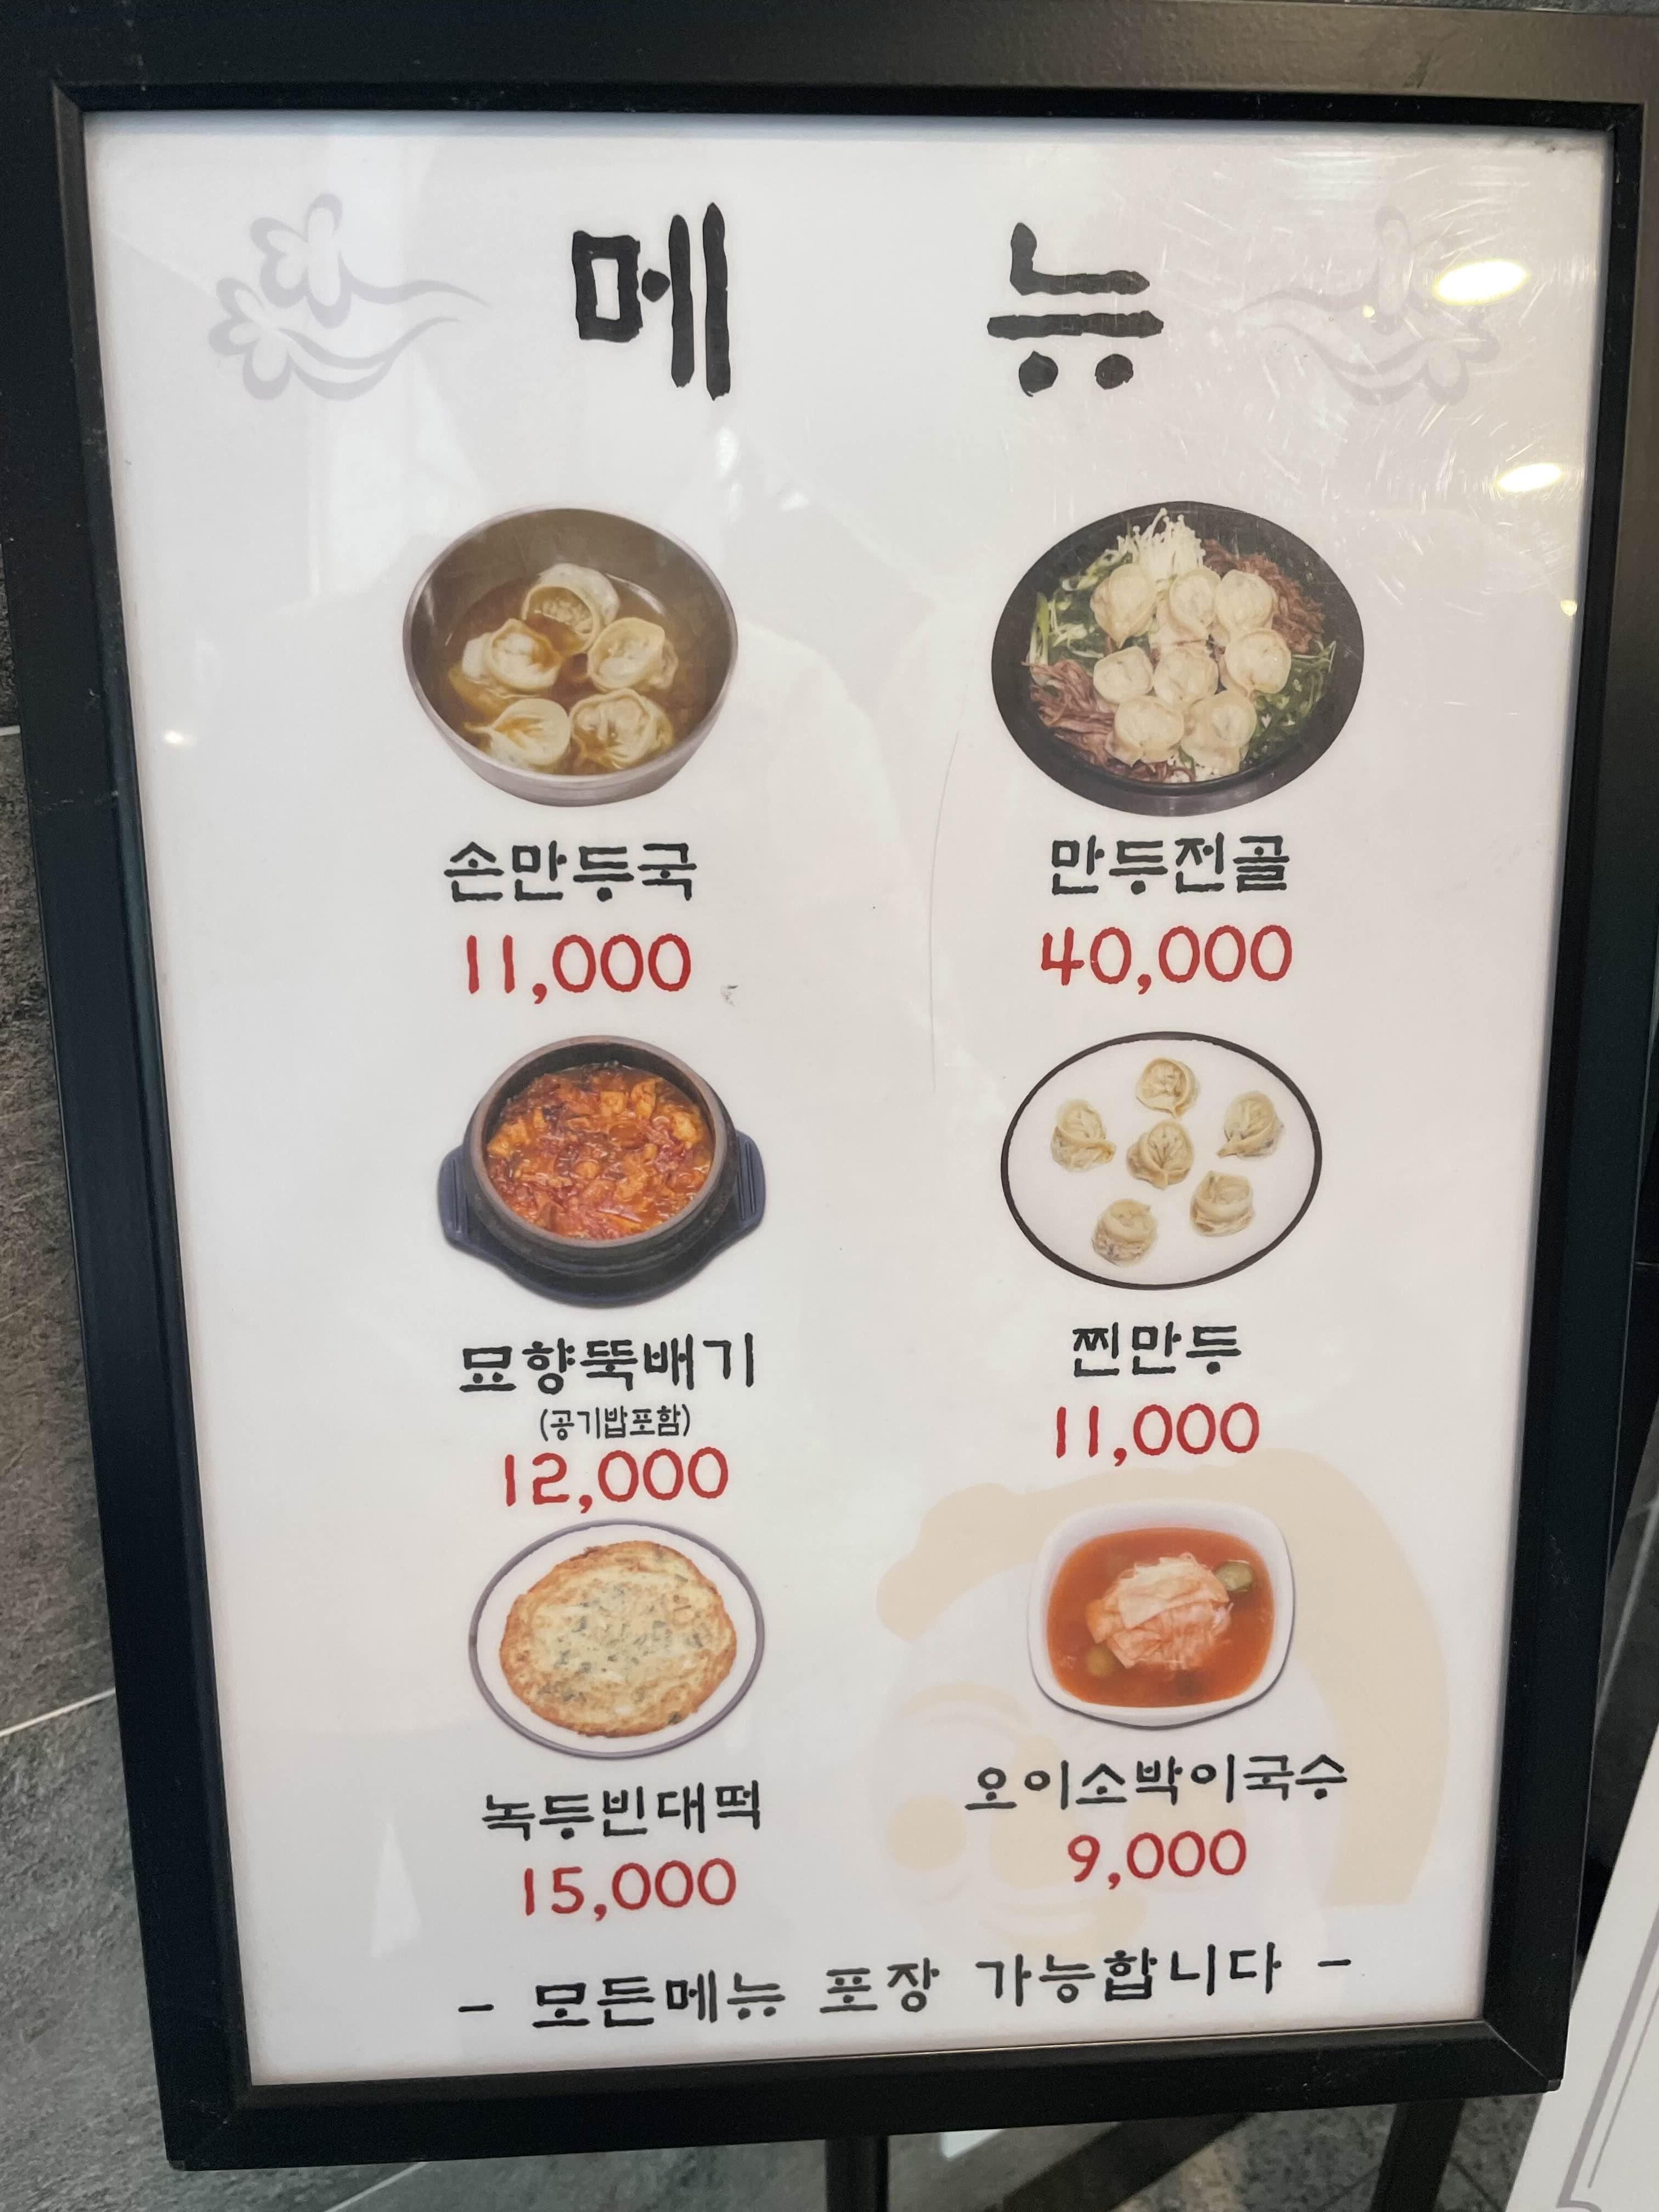 메 뉴
손만두국
11,000
만두전골
40,000
묘향뚝배기
(공기밥포함)
12,000
찐만두
11,000
녹두빈대떡
15,000
오이소박이국수
9,000
- 모든메뉴 포장 가능합니다 -